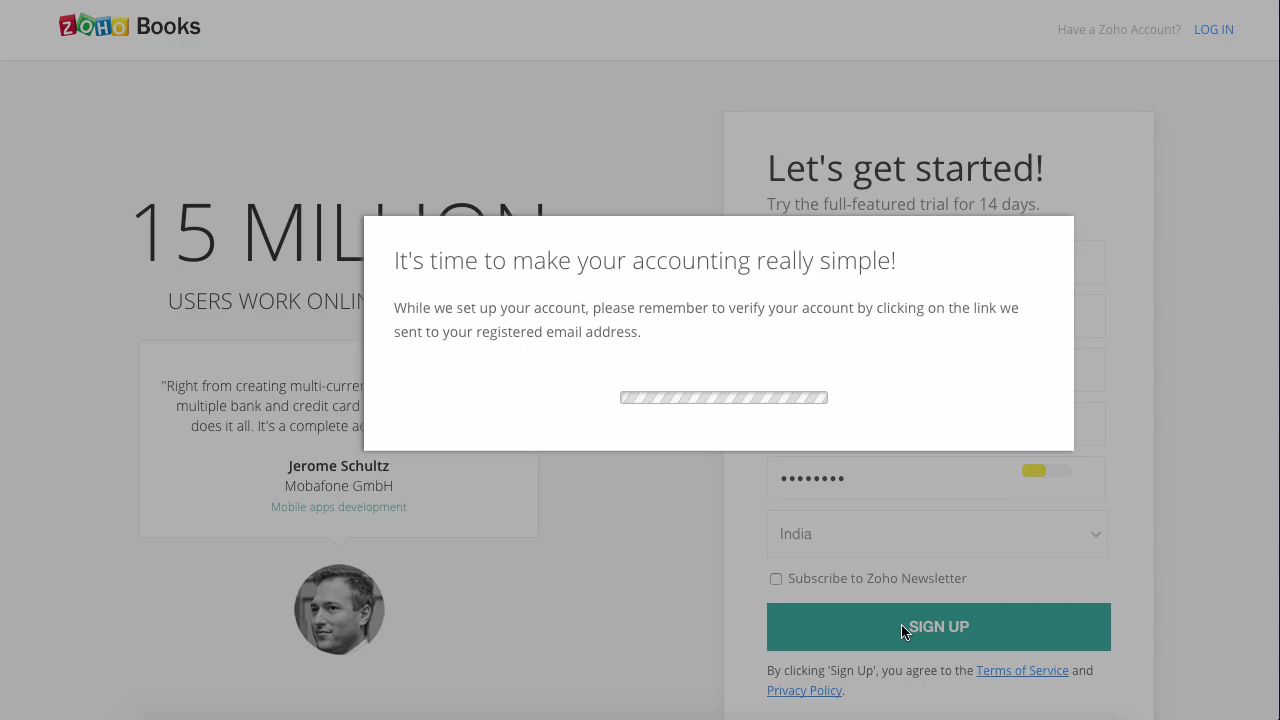 ZOHO Books
Have a Zoho Account? LOG IN
Let's get started!
Try the full-featured trial for 14 days.
15 MILLION
USERS WORK ONLIN
It's time to make your accounting really simple!
While we set up your account, please remember to verify your account by clicking on the link we
sent to your registered email address.
"Right from creating
multiple bank and credit card
does it all. It's a complete
Jerome Schultz
Mobafone GmbH
Mobile apps development
••••••••
India
Subscribe to Zoho Newsletter
SIGN UP
By clicking 'Sign Up', you agree to the Terms of Service and
Privacy Policy.